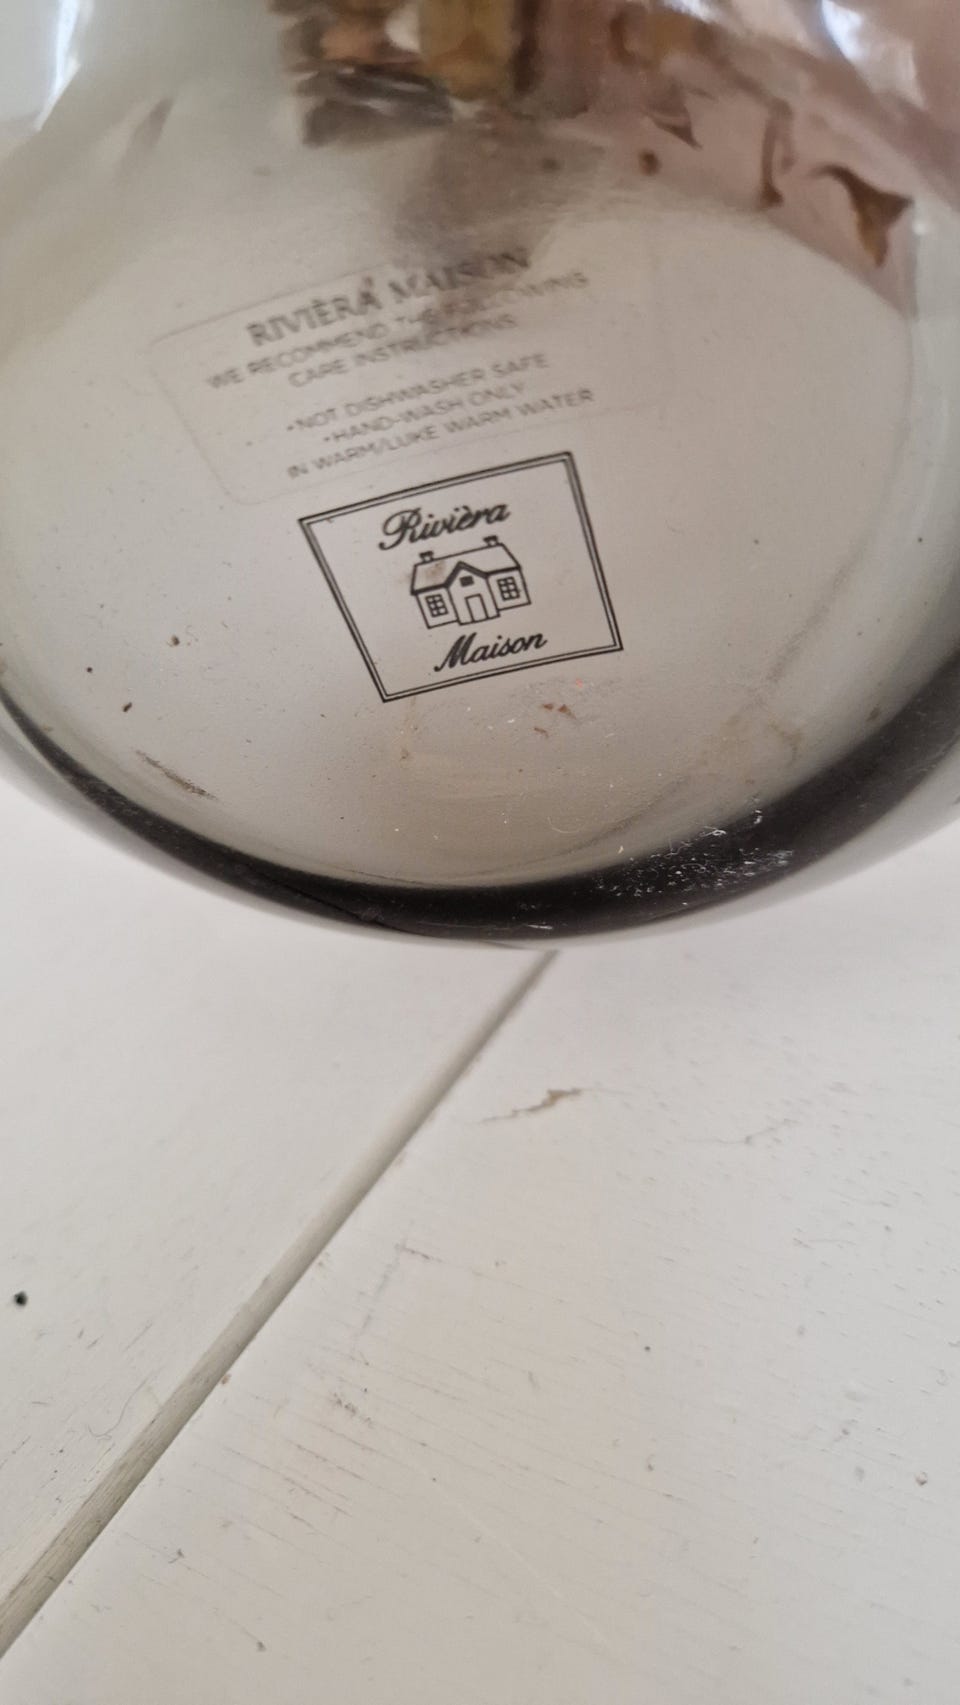 RIVIÈRA MAISON
WE RECOMMEND THE FOLLOWING
CARE INSTRUCTIONS
•NOT DISHWASHER SAFE
•HAND-WASH ONLY
IN WARM/LUKE WARM WATER
Rivièra
Maison